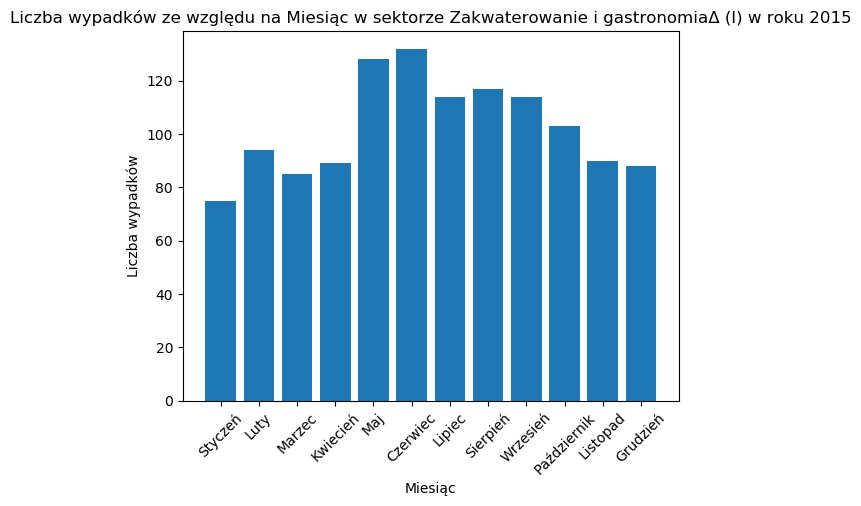 Liczba wypadków ze względu na Miesiąc w sektorze Zakwaterowanie i gastronomiaΔ (I) w roku 2015
Liczba wypadków
120
100
80
60
40
20
0
Styczeń
Luty
Marzec
Kwiecień
Maj
Czerwiec
Lipiec
Sierpień
Wrzesień
Październik
Listopad
Grudzień
Miesiąc